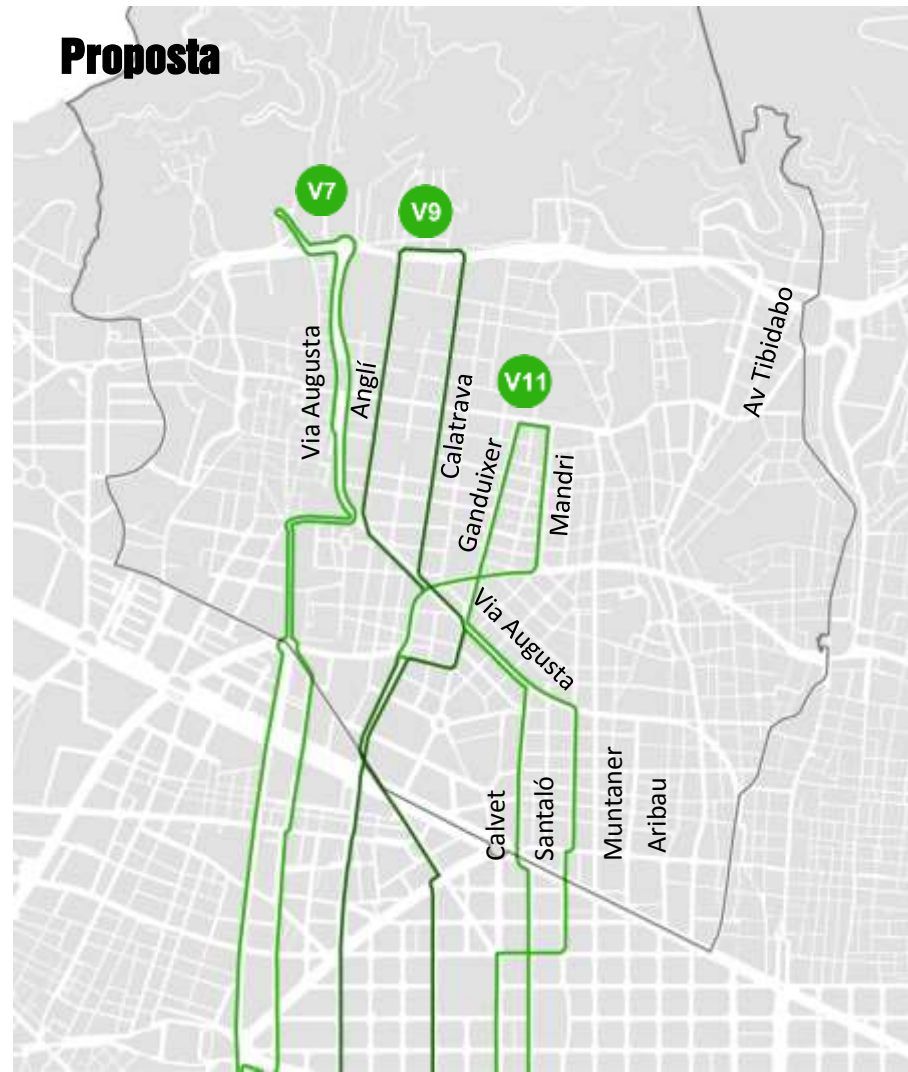 Proposta
V7
V9
V11
Via Augusta
Anglí
Calatrava
Ganduixer
Mandri
Av Tibidabo
Via Augusta
Calvet
Santaló
Muntaner
Aribau